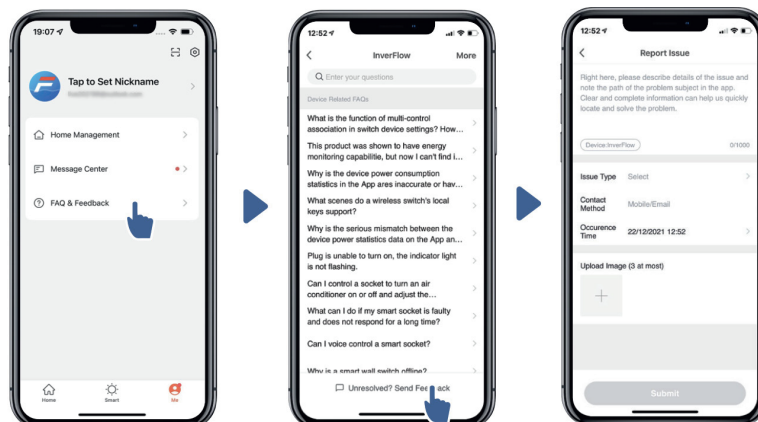 19:07
Tap to Set Nickname
Home Management
Message Center
FAQ & Feedback
Home
Smart
Me
12:52
InverFlow
More
Enter your questions
Device Related FAQs
What is the function of multi-control
association in switch device settings? How...
This product was shown to have energy
monitoring capabilitie, but now I can't find i...
Why is the device power consumption
statistics in the App ares inaccurate or hav...
What scenes do a wireless switch's local
keys support?
Why is the serious mismatch between the
device power statistics data on the App an...
Plug is unable to turn on, the indicator light
is not flashing.
Can I control a socket to turn an air
conditioner on or off and adjust the...
What can I do if my smart socket is faulty
and does not respond for a long time?
Can I voice control a smart socket?
Why is a smart wall switch offline?
Unresolved? Send Feedback
12:52
Report Issue
Right here, please describe details of the issue and
note the path of the problem subject in the app.
Clear and complete information can help us quickly
locate and solve the problem.
Device:InverFlow
0/1000
Issue Type Select
Contact
Method
Mobile/Email
Occurence
Time
22/12/2021 12:52
Upload Image (3 at most)
Submit